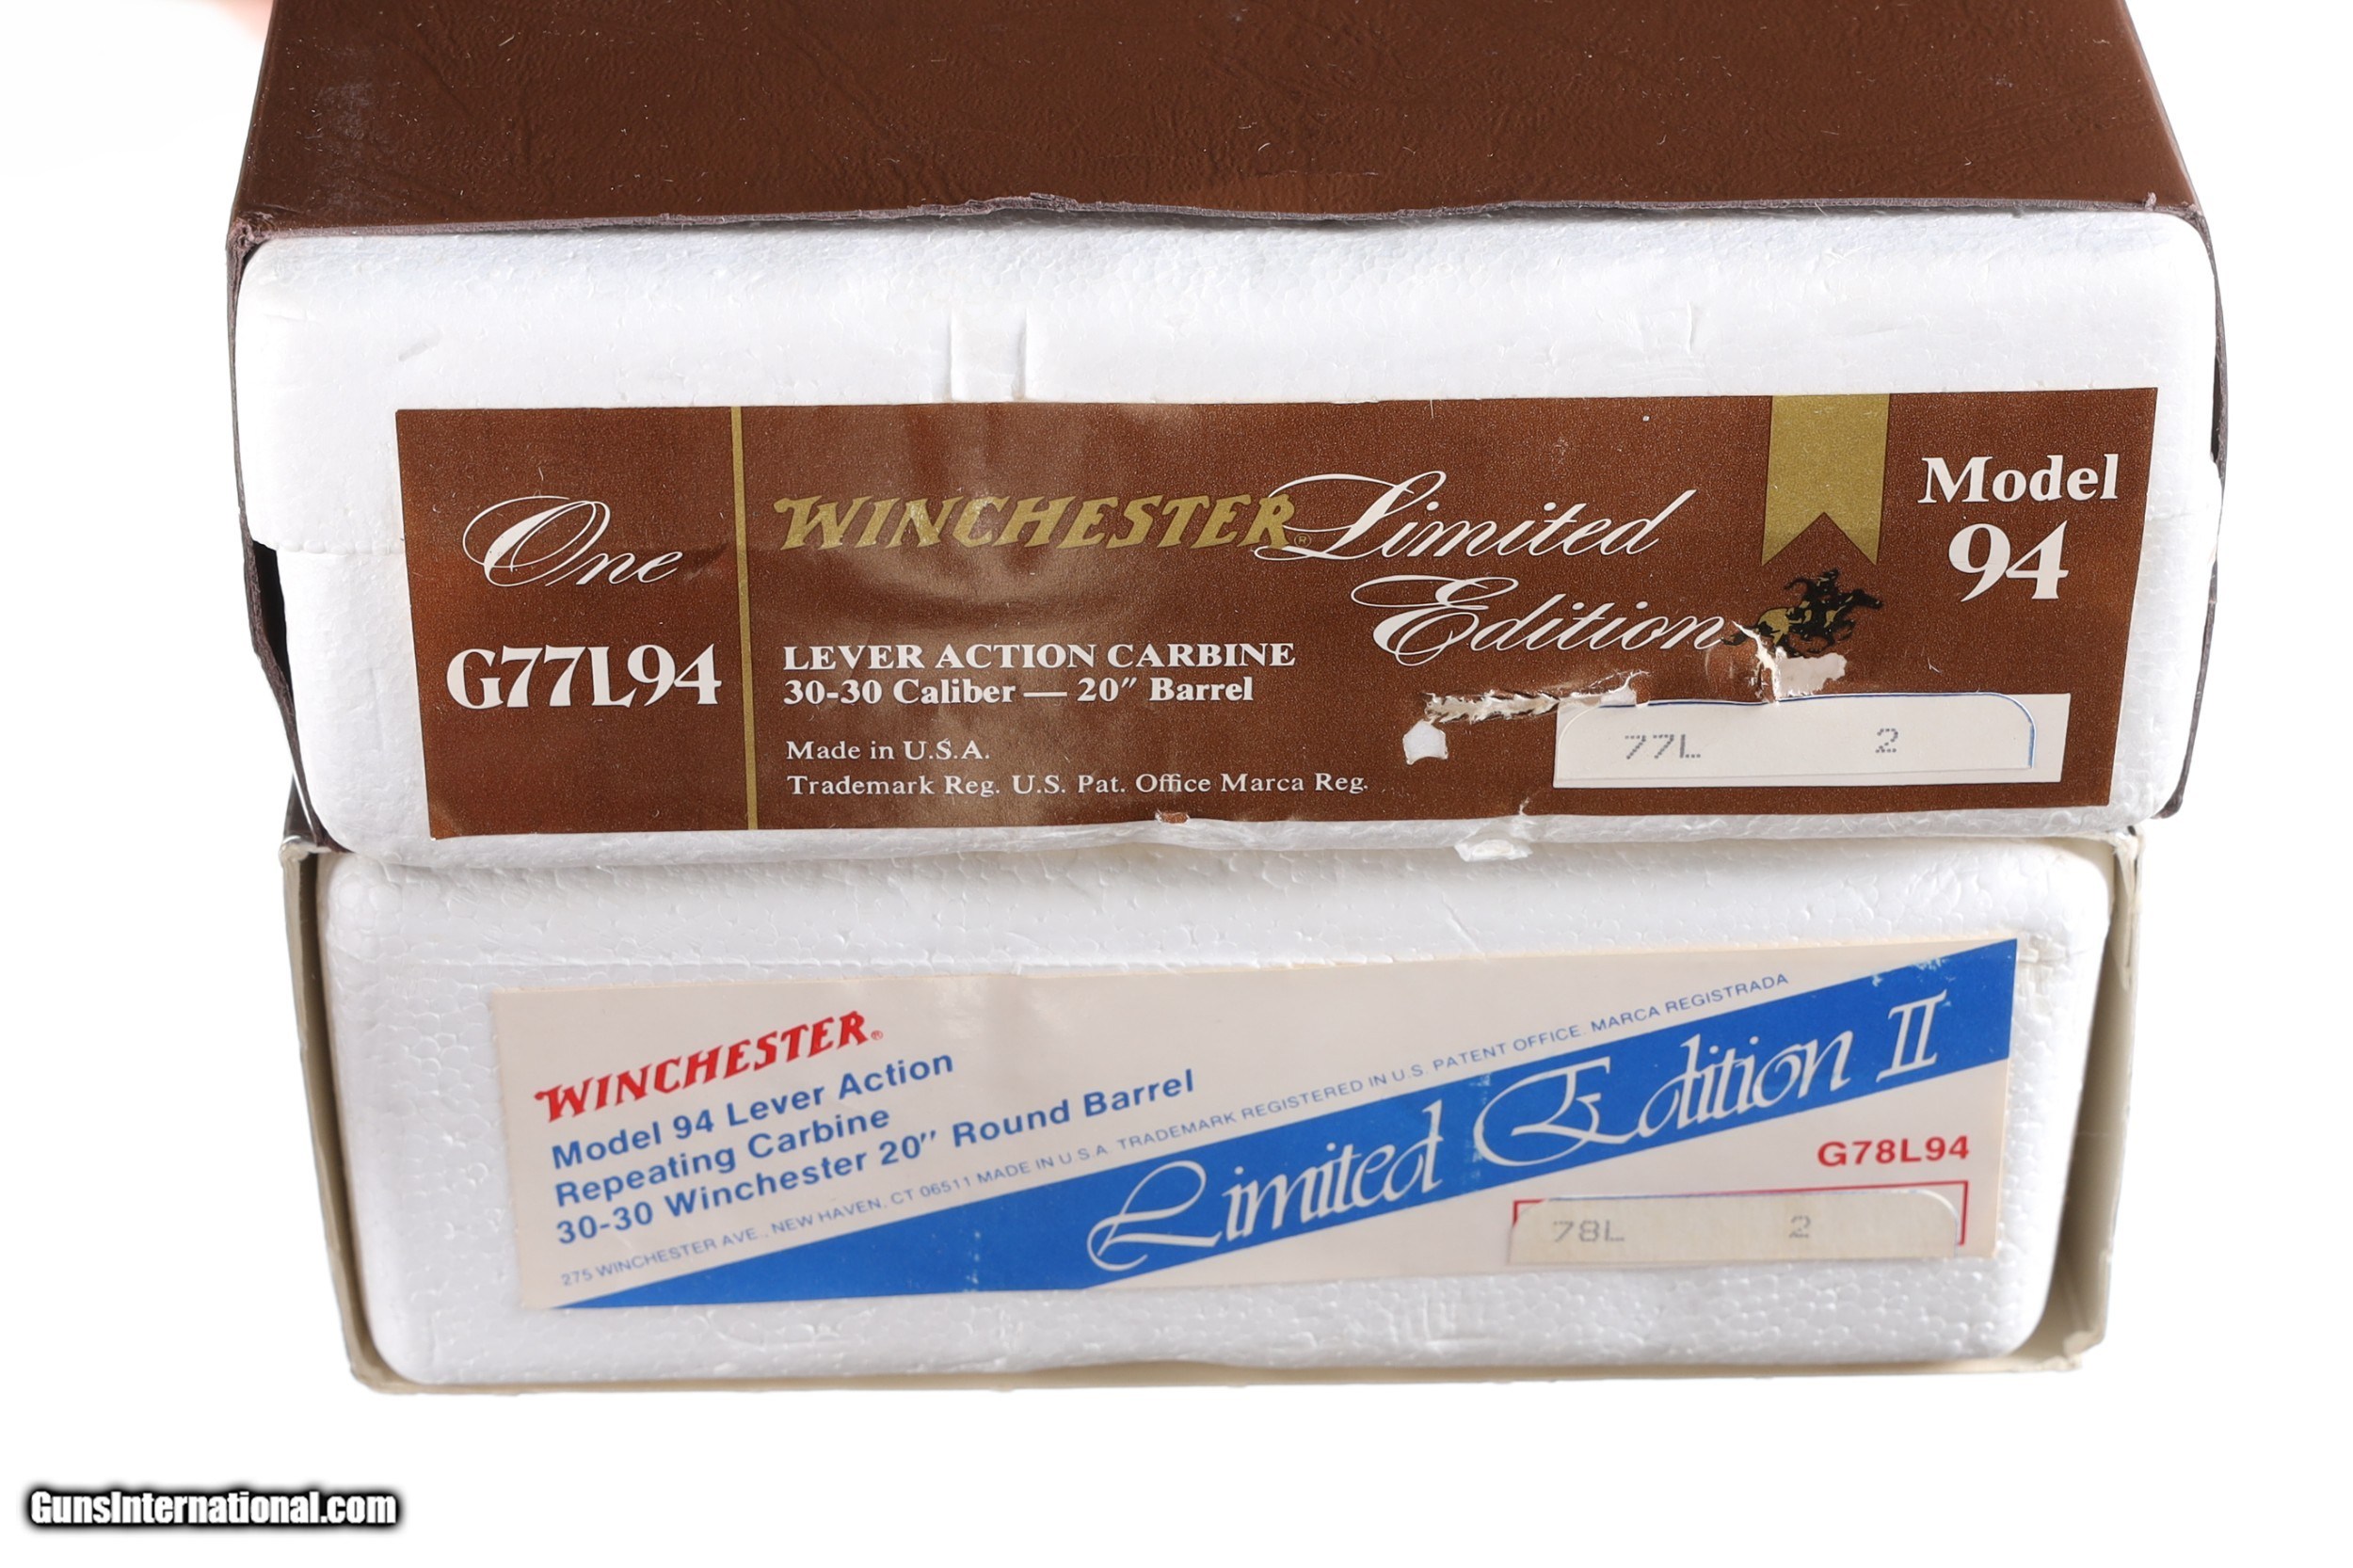 One
G77L94
WINCHESTER® Limited
Edition
LEVER ACTION CARBINE
30-30 Caliber — 20" Barrel
Made in U.S.A.
Trademark Reg. U.S. Pat. Office Marca Reg.
Model
94
77L 2
WINCHESTER®
Model 94 Lever Action
Repeating Carbine
30-30 Winchester 20" Round Barrel
275 WINCHESTER AVE., NEW HAVEN, CT 06511 MADE IN U.S.A. TRADEMARK REGISTERED IN U.S. PATENT OFFICE. MARCA REGISTRADA
Limited Edition II
G78L94
78L 2
GunsInternational.com